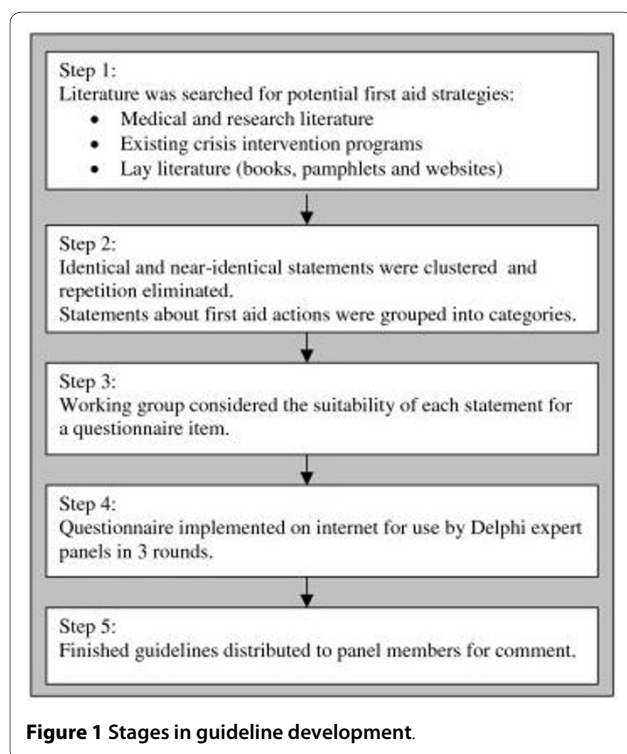 Step 1:
Literature was searched for potential first aid strategies:
• Medical and research literature
• Existing crisis intervention programs
• Lay literature (books, pamphlets and websites)
Step 2:
Identical and near-identical statements were clustered and
repetition eliminated.
Statements about first aid actions were grouped into categories.
Step 3:
Working group considered the suitability of each statement for
a questionnaire item.
Step 4:
Questionnaire implemented on internet for use by Delphi expert
panels in 3 rounds.
Step 5:
Finished guidelines distributed to panel members for comment.
Figure 1 Stages in guideline development.